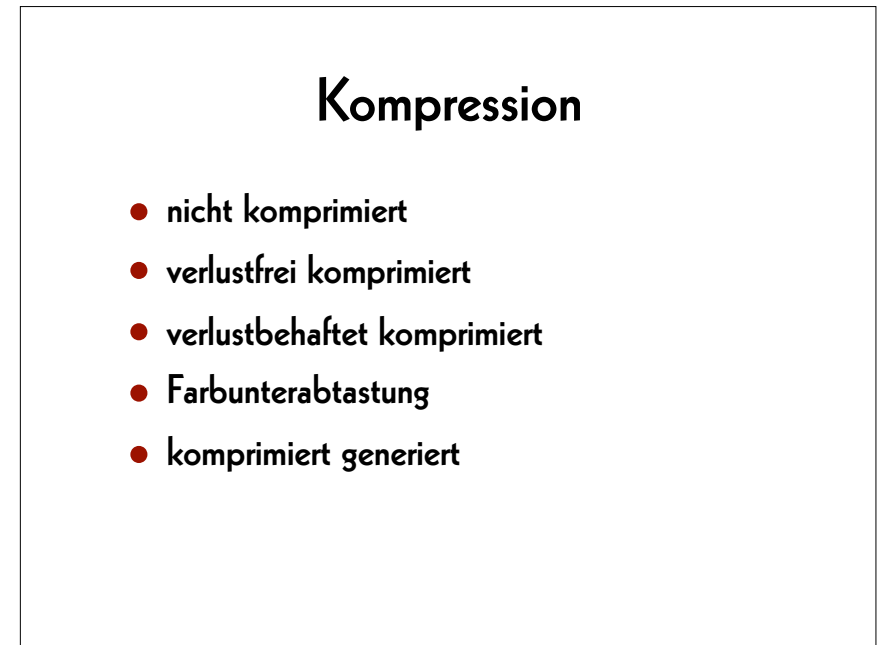 Kompression
nicht komprimiert
verlustfrei komprimiert
verlustbehaftet komprimiert
Farbunterabtastung
komprimiert generiert